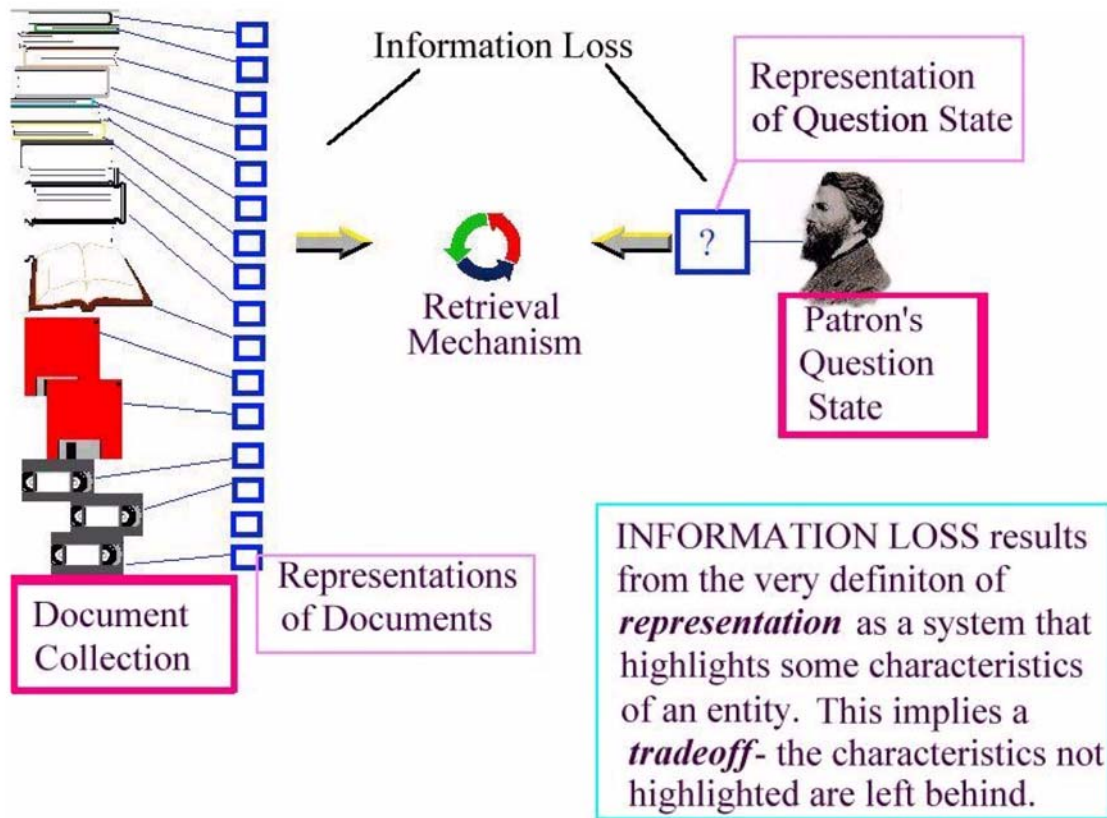 Information Loss
Representation
of Question State
?
Retrieval
Mechanism
Patron's
Question
State
Document
Collection
Representations
of Documents
INFORMATION LOSS results
from the very definiton of
representation as a system that
highlights some characteristics
of an entity. This implies a
tradeoff- the characteristics not
highlighted are left behind.